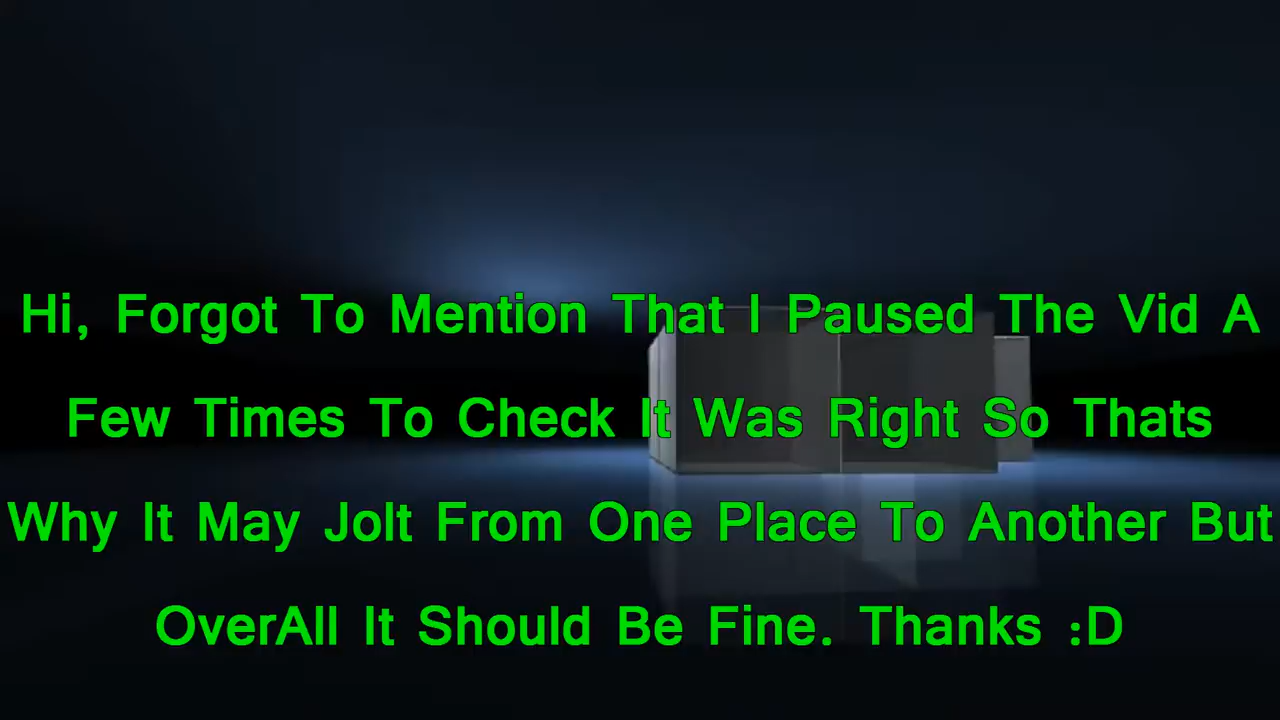 Hi, Forgot To Mention That I Paused The Vid A
Few Times To Check It Was Right So Thats
Why It May Jolt From One Place To Another But
OverAll It Should Be Fine. Thanks :D